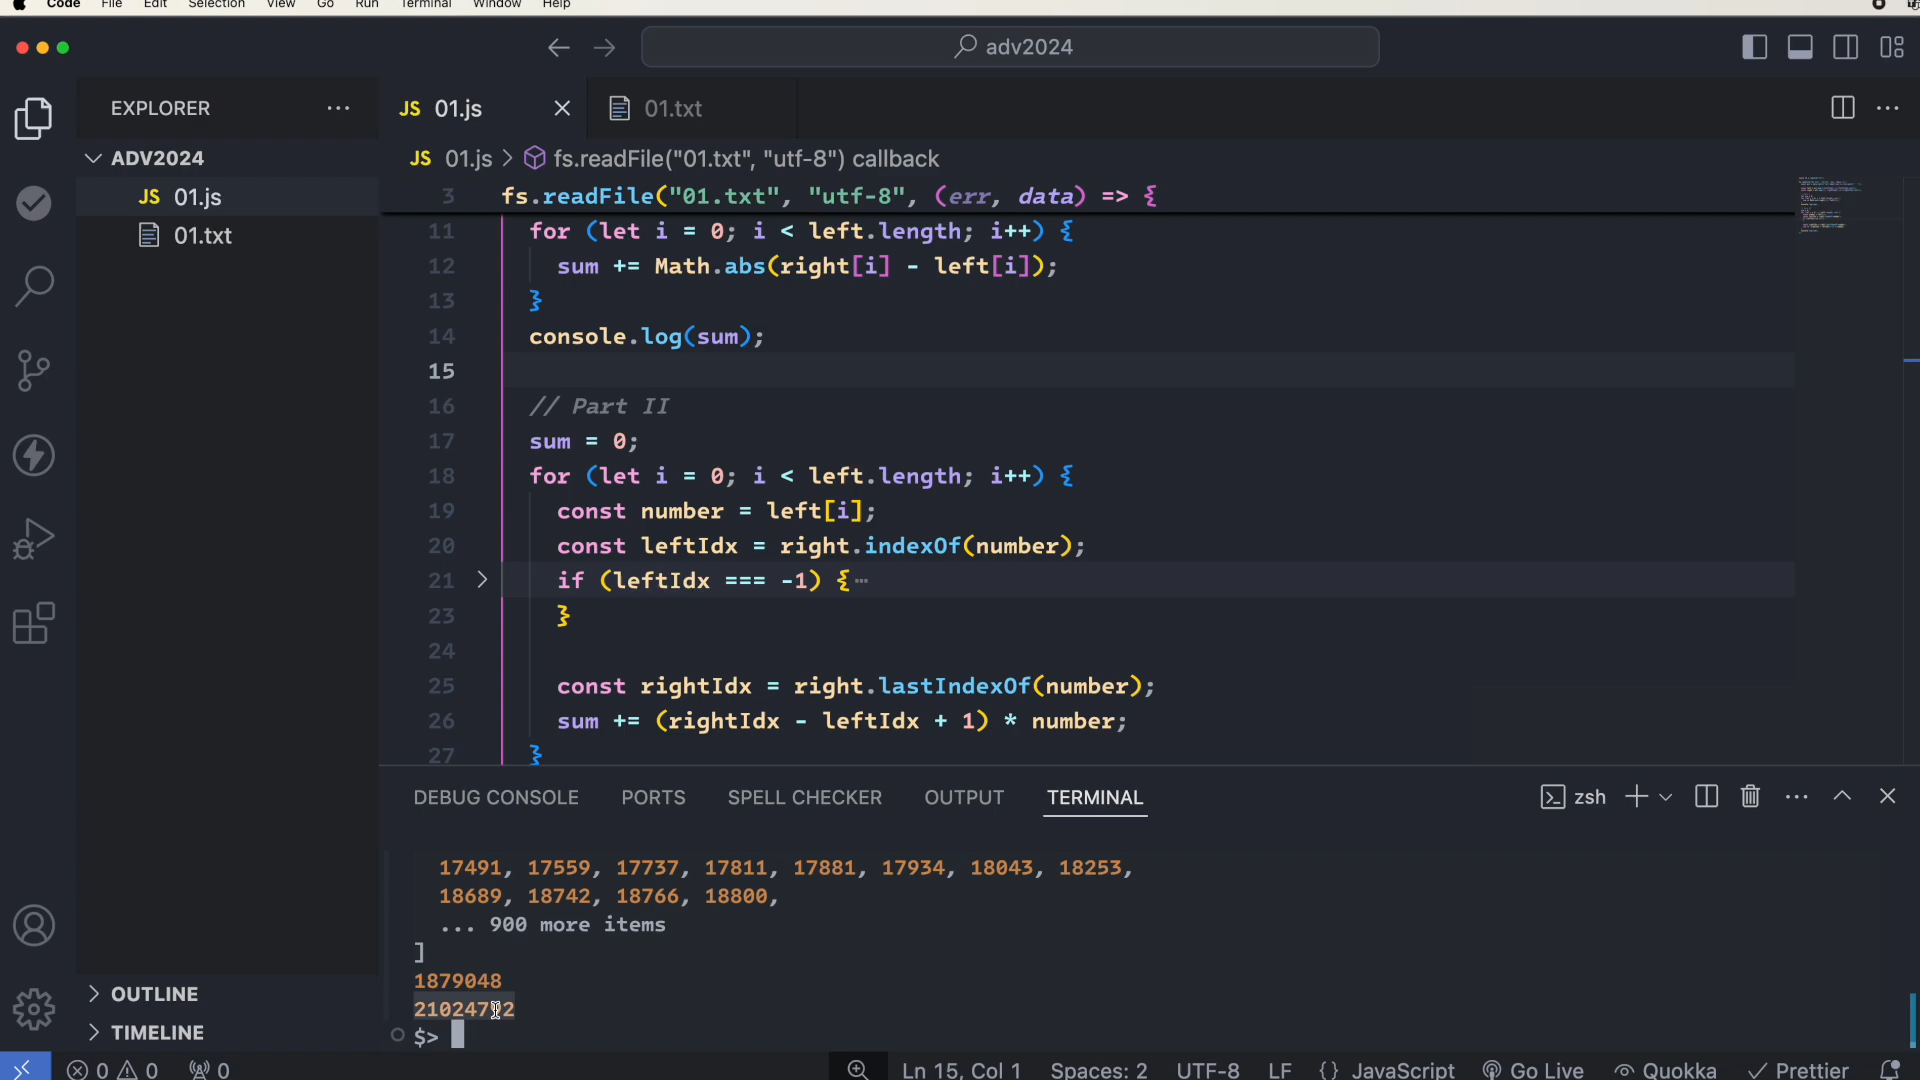 Code File Edit Selection View Go Run Terminal Window Help
adv2024
EXPLORER ...
JS 01.js
01.txt
ADV2024
JS 01.js
01.txt
JS 01.js > fs.readFile("01.txt", "utf-8") callback
3 fs.readFile("01.txt", "utf-8", (err, data) => {
11 for (let i = 0; i < left.length; i++) {
12 sum += Math.abs(right[i] - left[i]);
13 }
14 console.log(sum);
15
16 // Part II
17 sum = 0;
18 for (let i = 0; i < left.length; i++) {
19 const number = left[i];
20 const leftIdx = right.indexOf(number);
21 if (leftIdx === -1) {…
23 }
24
25 const rightIdx = right.lastIndexOf(number);
26 sum += (rightIdx - leftIdx + 1) * number;
27 }
DEBUG CONSOLE PORTS SPELL CHECKER OUTPUT TERMINAL
zsh
17491, 17559, 17737, 17811, 17881, 17934, 18043, 18253,
18689, 18742, 18766, 18800,
... 900 more items
]
1879048
$>
OUTLINE
TIMELINE
0 0 0
Ln 15, Col 1 Spaces: 2 UTF-8 LF {} JavaScript Go Live Quokka Prettier